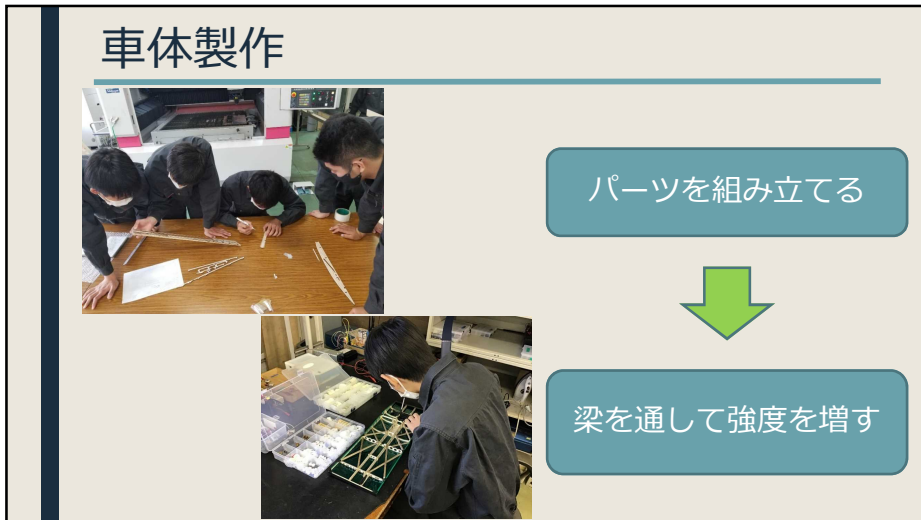 車体製作
パーツを組み立てる
梁を通して強度を増す